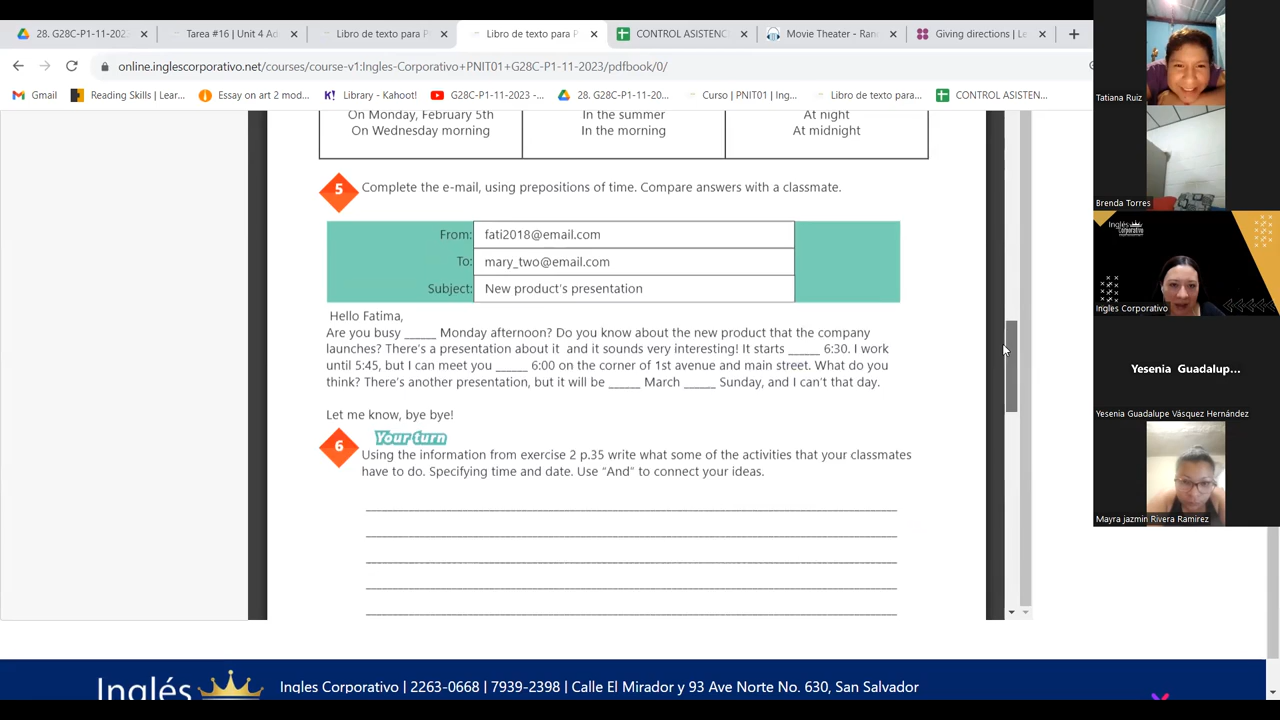 28. G28C-P1-11-202
Tarea #16 | Unit 4 Ad
Libro de texto para P
Libro de texto para P
CONTROL ASISTENC
Movie Theater - Ran
Giving directions | Le
online.inglescorporativo.net/courses/course-v1:Ingles-Corporativo+PNIT01+G28C-P1-11-2023/pdfbook/0/
Gmail
Reading Skills | Lear...
Essay on art 2 mod...
Library - Kahoot!
G28C-P1-11-2023 -...
28. G28C-P1-11-20...
Curso | PNIT01 | Ing...
Libro de texto para...
CONTROL ASISTEN...
On Monday, February 5th
On Wednesday morning
In the summer
In the morning
At night
At midnight
5
Complete the e-mail, using prepositions of time. Compare answers with a classmate.
From: fati2018@email.com
To: mary_two@email.com
Subject: New product's presentation
Hello Fatima,
Are you busy _____ Monday afternoon? Do you know about the new product that the company
launches? There's a presentation about it and it sounds very interesting! It starts _____ 6:30. I work
until 5:45, but I can meet you _____ 6:00 on the corner of 1st avenue and main street. What do you
think? There's another presentation, but it will be _____ March _____ Sunday, and I can't that day.
Let me know, bye bye!
6
Your turn
Using the information from exercise 2 p.35 write what some of the activities that your classmates
have to do. Specifying time and date. Use "And" to connect your ideas.
Inglés
Ingles Corporativo | 2263-0668 | 7939-2398 | Calle El Mirador y 93 Ave Norte No. 630, San Salvador
Tatiana Ruiz
Brenda Torres
Inglés
Corporativo
Ingles Corporativo
Yesenia Guadalup...
Yesenia Guadalupe Vásquez Hernández
Mayra jazmin Rivera Ramirez